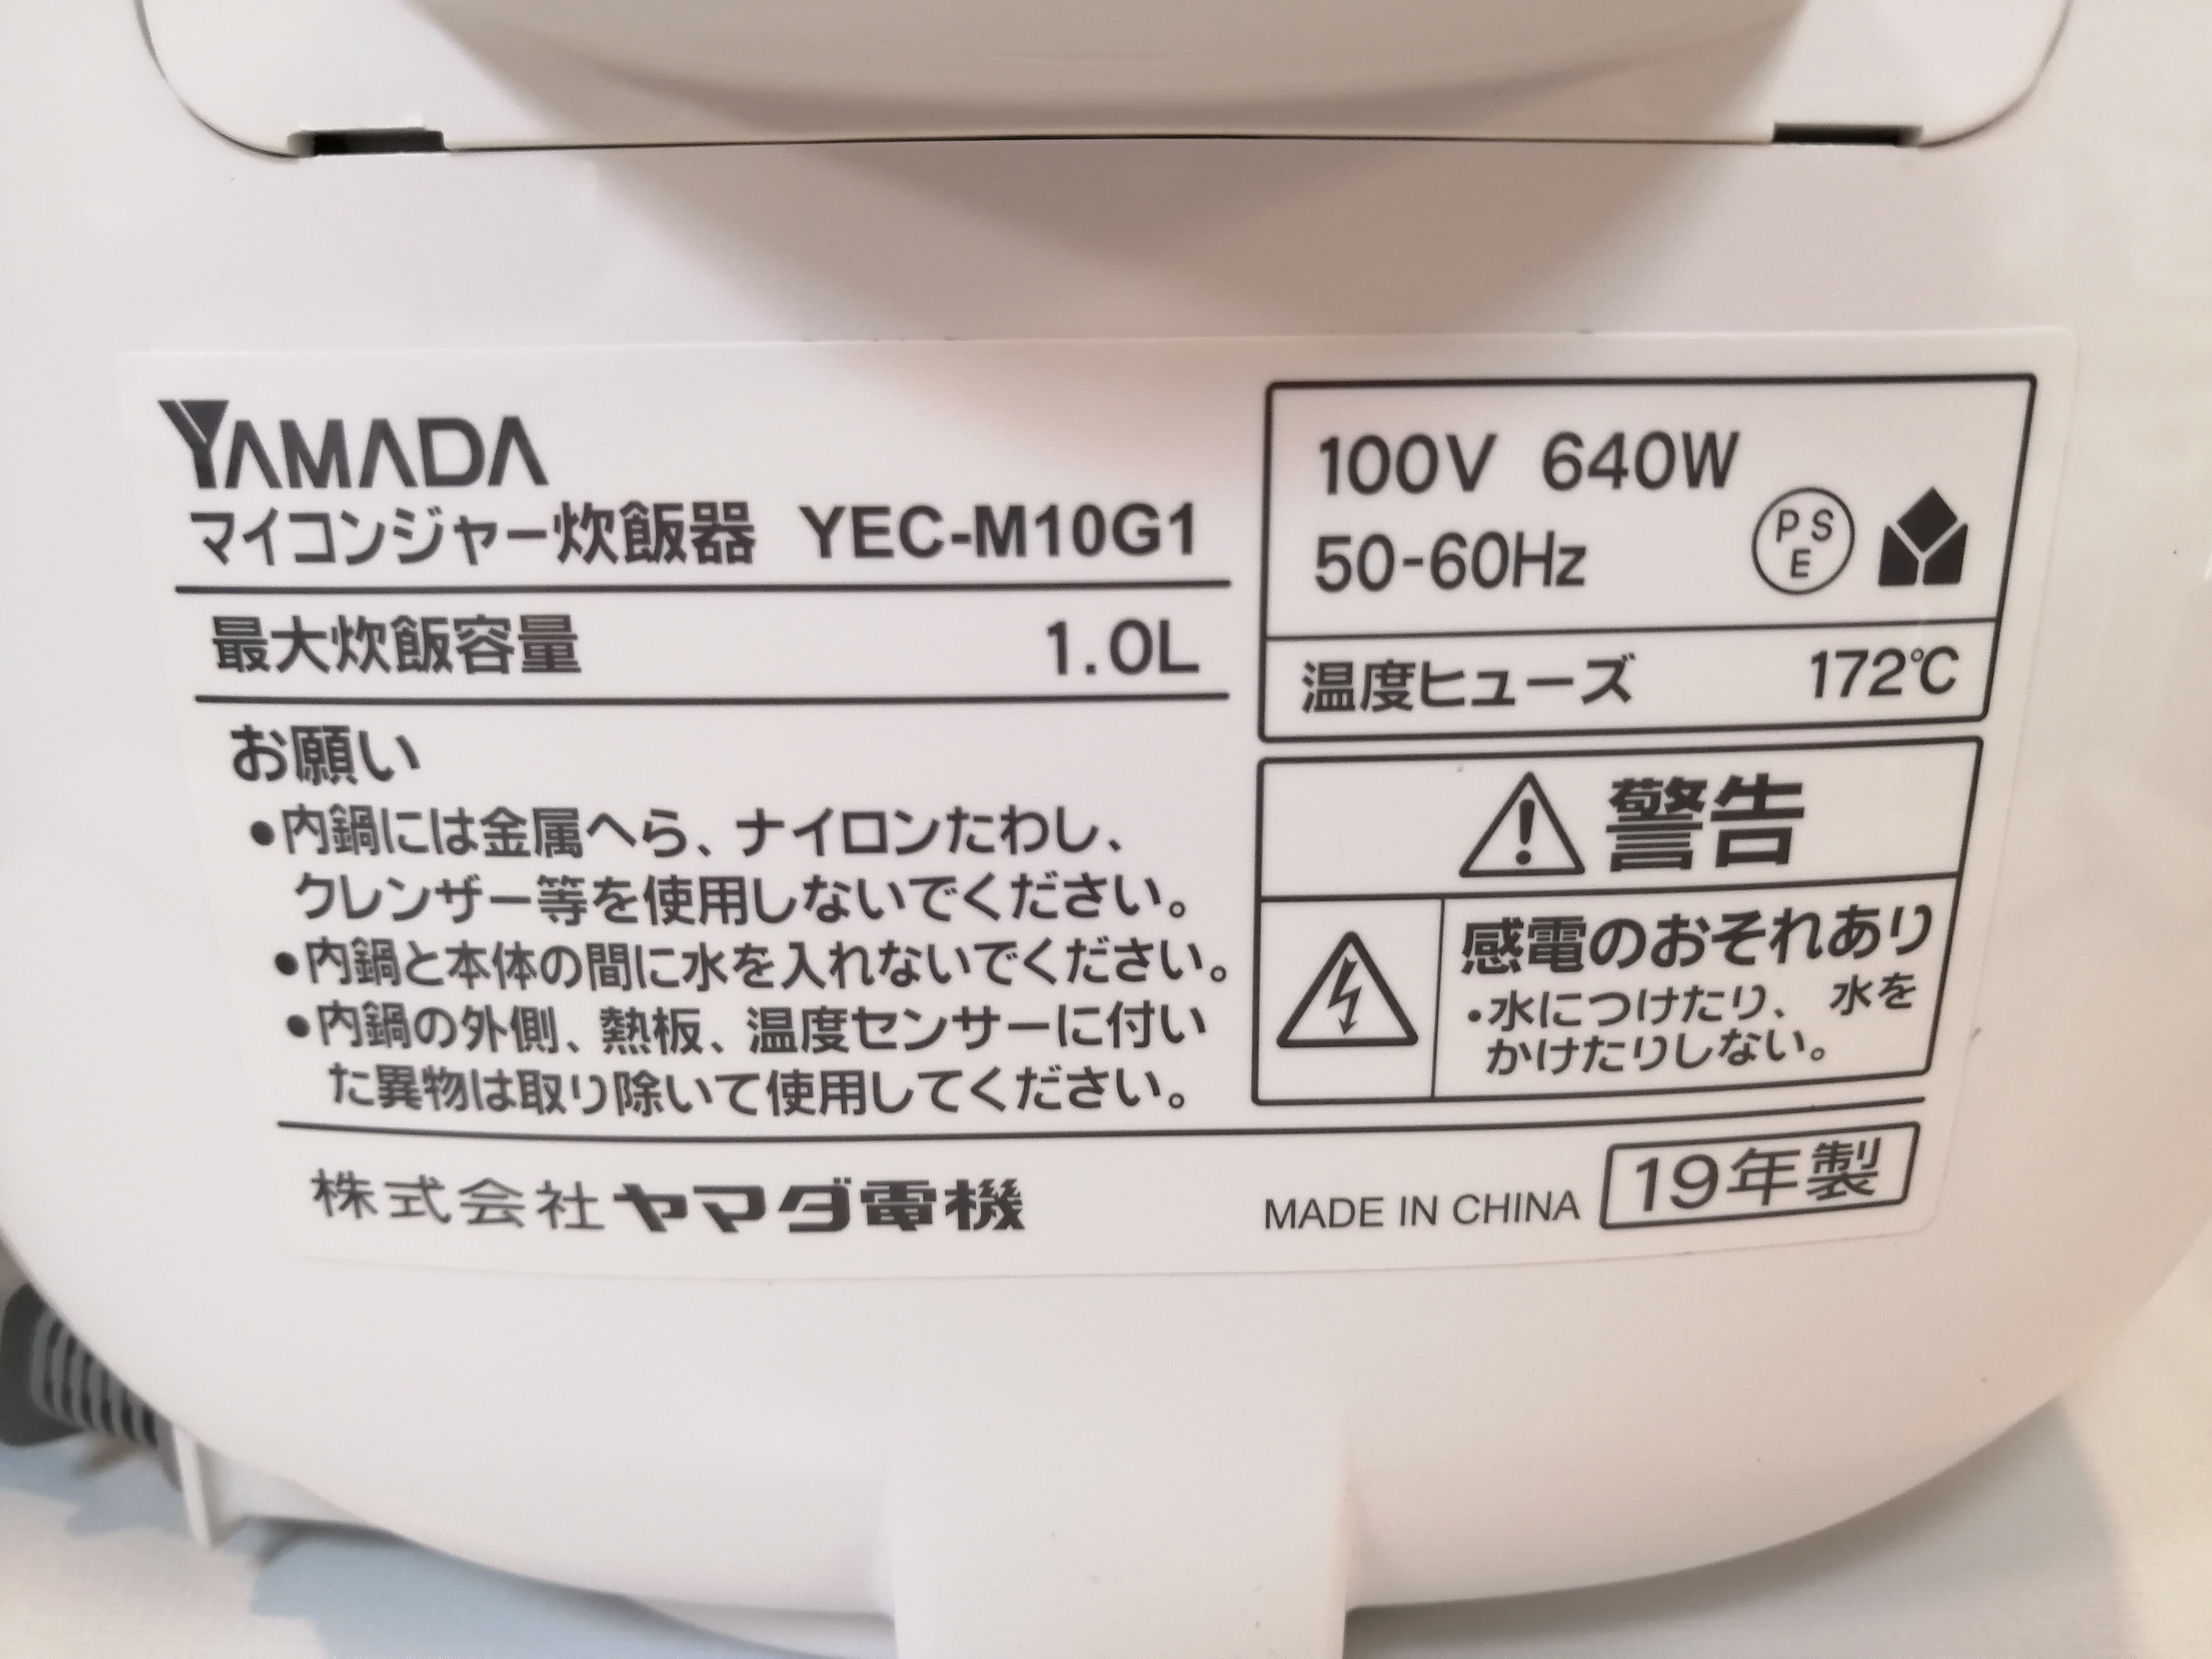 YAMADA
マイコンジャー炊飯器 YEC-M10G1
最大炊飯容量 1.0L
お願い
●内鍋には金属へら、ナイロンたわし、
クレンザー等を使用しないでください。
●内鍋と本体の間に水を入れないでください。
●内鍋の外側、熱板、温度センサーに付い
た異物は取り除いて使用してください。
100V 640W
50-60Hz
PSE
温度ヒューズ 172℃
警告
感電のおそれあり
・水につけたり、 水を
かけたりしない。
株式会社ヤマダ電機
MADE IN CHINA 19年製